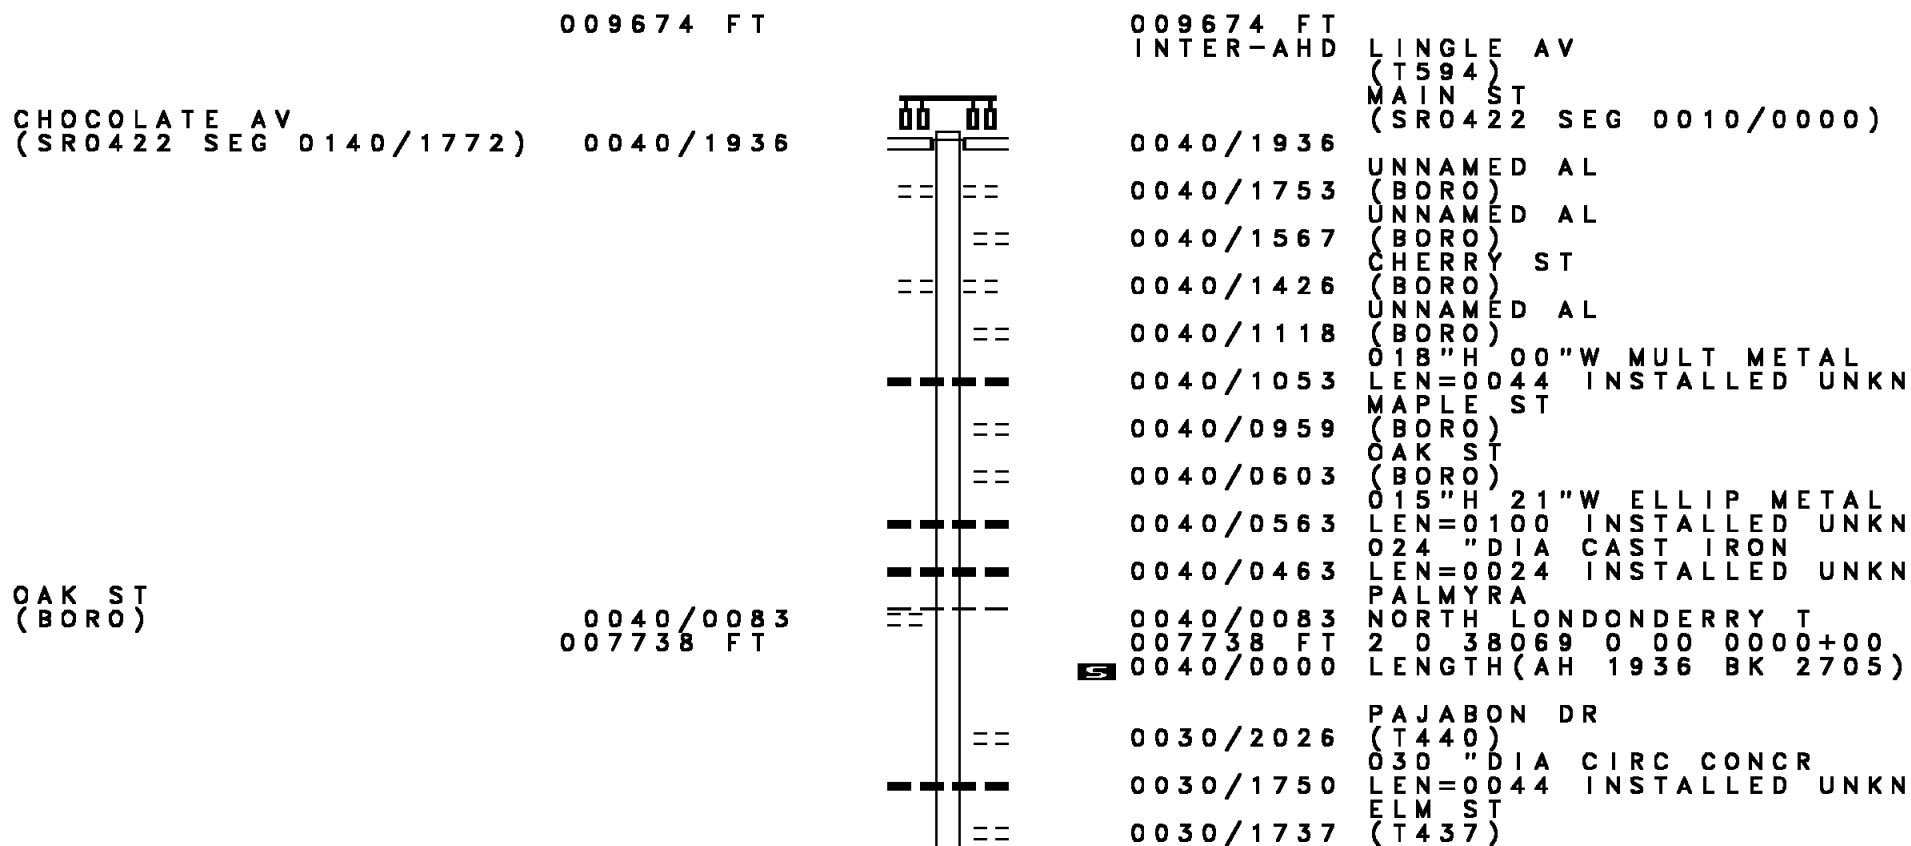 009674 FT 009674 FT
INTER-AHD LINGLE AV
(T594)
MAIN ST
CHOCOLATE AV (SR0422 SEG 0010/0000)
(SR0422 SEG 0140/1772) 0040/1936 0040/1936
UNNAMED AL
0040/1753 (BORO)
UNNAMED AL
0040/1567 (BORO)
CHERRY ST
0040/1426 (BORO)
UNNAMED AL
0040/1118 (BORO)
018"H 00"W MULT METAL
0040/1053 LEN=0044 INSTALLED UNKN
MAPLE ST
0040/0959 (BORO)
OAK ST
0040/0603 (BORO)
015"H 21"W ELLIP METAL
0040/0563 LEN=0100 INSTALLED UNKN
024 "DIA CAST IRON
0040/0463 LEN=0024 INSTALLED UNKN
OAK ST PALMYRA
(BORO) 0040/0083 0040/0083 NORTH LONDONDERRY T
007738 FT 007738 FT 2 0 38069 0 00 0000+00
S 0040/0000 LENGTH(AH 1936 BK 2705)
PAJABON DR
0030/2026 (T440)
030 "DIA CIRC CONCR
0030/1750 LEN=0044 INSTALLED UNKN
ELM ST
0030/1737 (T437)